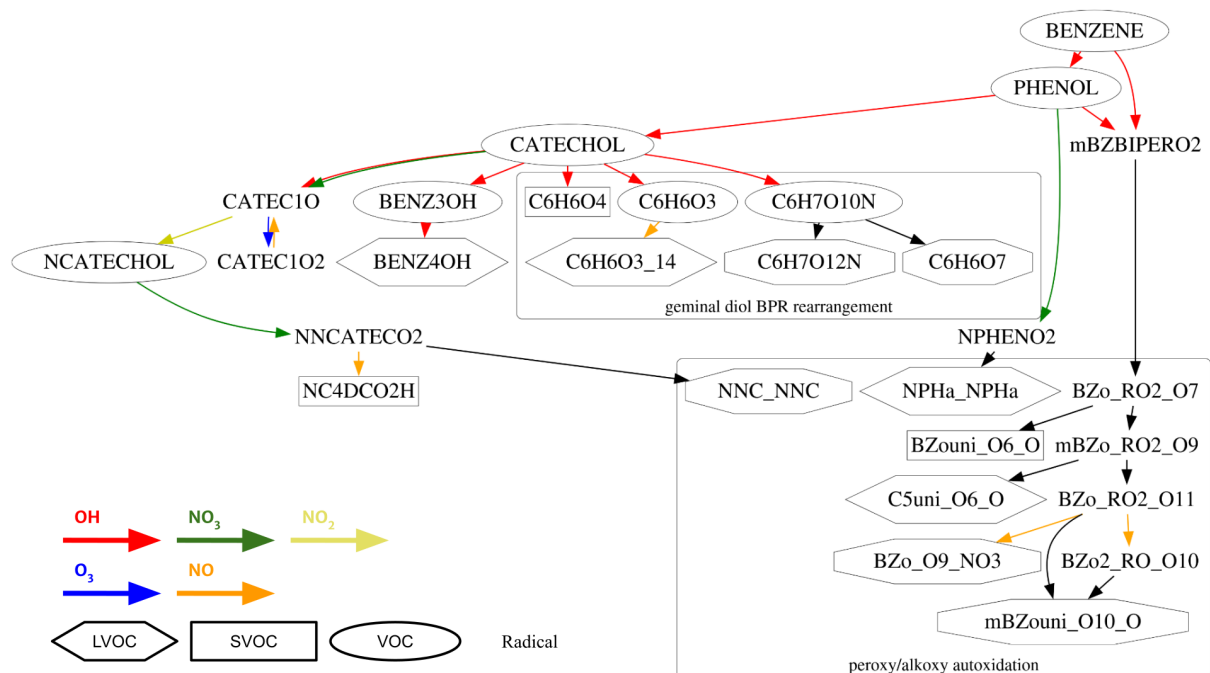 BENZENE
PHENOL
CATECHOL
mBZBIPERO2
CATEC1O
BENZ3OH
C6H6O4
C6H6O3
C6H7O10N
NCATECHOL
CATEC1O2
BENZ4OH
C6H6O3_14
C6H7O12N
C6H6O7
geminal diol BPR rearrangement
NNCATECO2
NPHENO2
NC4DCO2H
NNC_NNC
NPHa_NPHa
BZo_RO2_O7
BZouni_O6_O
mBZo_RO2_O9
C5uni_O6_O
BZo_RO2_O11
BZo_O9_NO3
BZo2_RO_O10
mBZouni_O10_O
peroxy/alkoxy autoxidation
OH
NO3
NO2
O3
NO
LVOC
SVOC
VOC
Radical